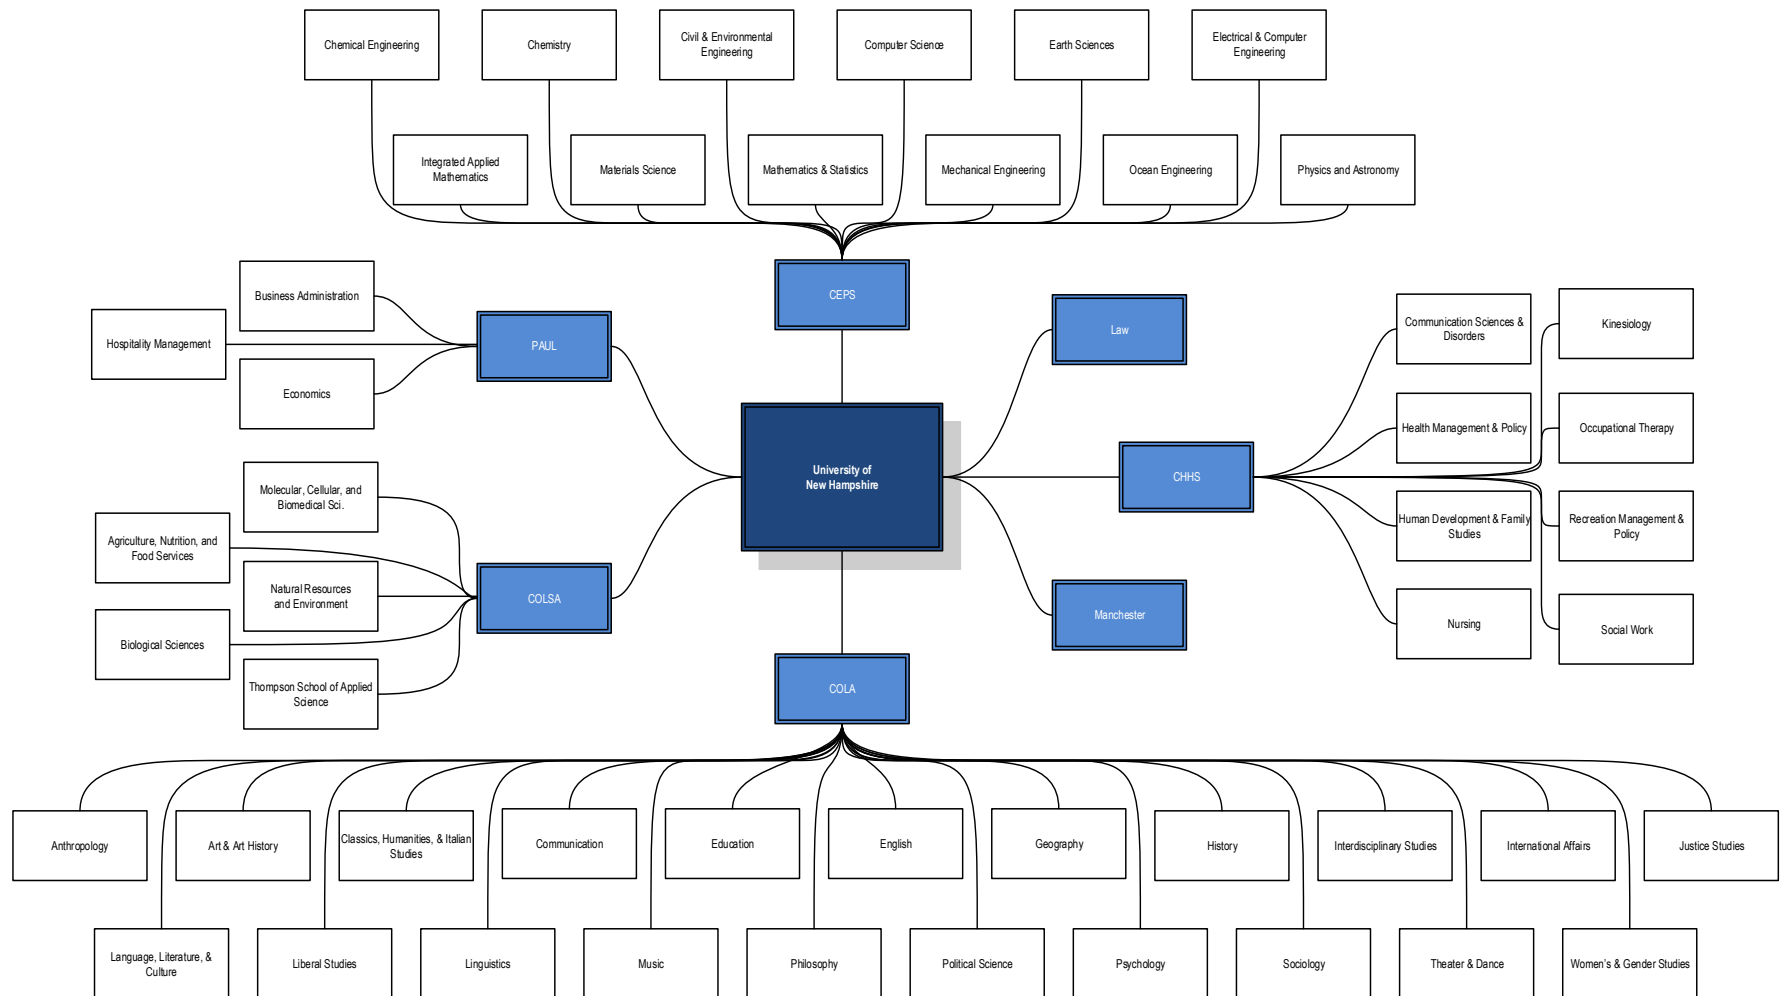 Chemical Engineering
Chemistry
Civil & Environmental
Engineering
Computer Science
Earth Sciences
Electrical & Computer
Engineering
Integrated Applied
Mathematics
Materials Science
Mathematics & Statistics
Mechanical Engineering
Ocean Engineering
Physics and Astronomy
CEPS
Business Administration
Hospitality Management
Economics
PAUL
Law
Communication Sciences &
Disorders
Kinesiology
Health Management & Policy
Occupational Therapy
University of
New Hampshire
CHHS
Human Development & Family
Studies
Recreation Management &
Policy
Nursing
Social Work
Molecular, Cellular, and
Biomedical Sci.
Agriculture, Nutrition, and
Food Services
Natural Resources
and Environment
Biological Sciences
Thompson School of Applied
Science
COLSA
Manchester
COLA
Anthropology
Art & Art History
Classics, Humanities, & Italian
Studies
Communication
Education
English
Geography
History
Interdisciplinary Studies
International Affairs
Justice Studies
Language, Literature, &
Culture
Liberal Studies
Linguistics
Music
Philosophy
Political Science
Psychology
Sociology
Theater & Dance
Women's & Gender Studies